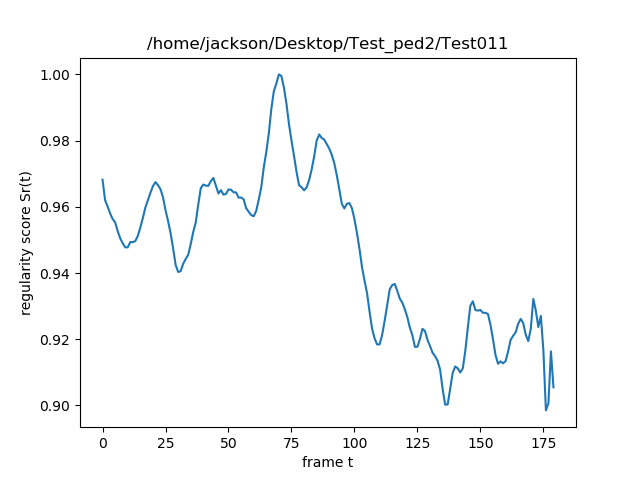 /home/jackson/Desktop/Test_ped2/Test011
1.00
0.98
0.96
0.94
0.92
0.90
regularity score Sr(t)
0 25 50 75 100 125 150 175
frame t